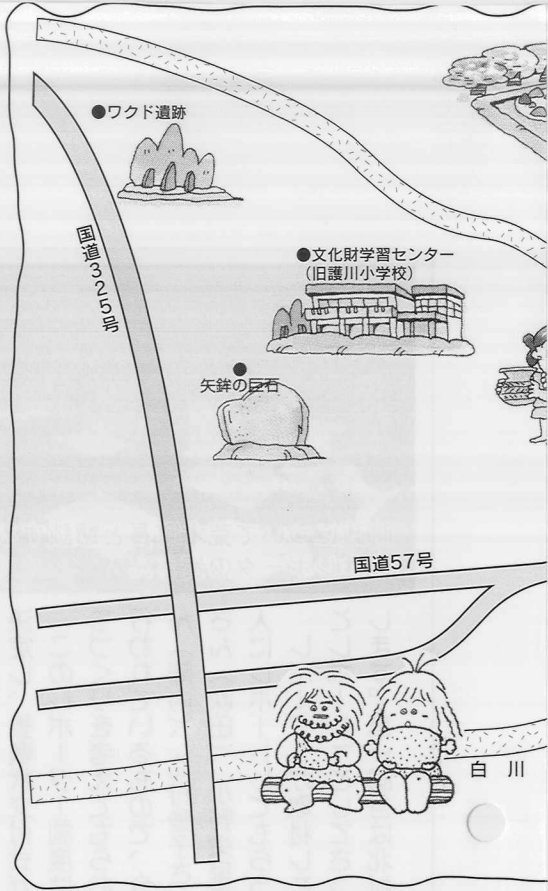 ●ワクド遺跡
国道325号
●文化財学習センター
(旧護川小学校)
●
矢鉾の巨石
国道57号
白 川